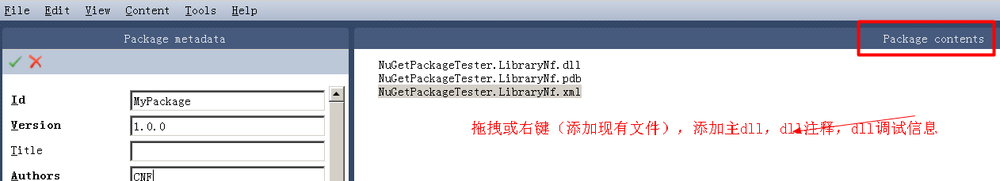 File Edit View Content Tools Help
Package metadata
Package contents
NuGetPackageTester.LibraryNf.dll
NuGetPackageTester.LibraryNf.pdb
NuGetPackageTester.LibraryNf.xml
拖拽或右键（添加现有文件），添加主dll，dll注释，dll调试信息
Id MyPackage
Version 1.0.0
Title
Authors CNF